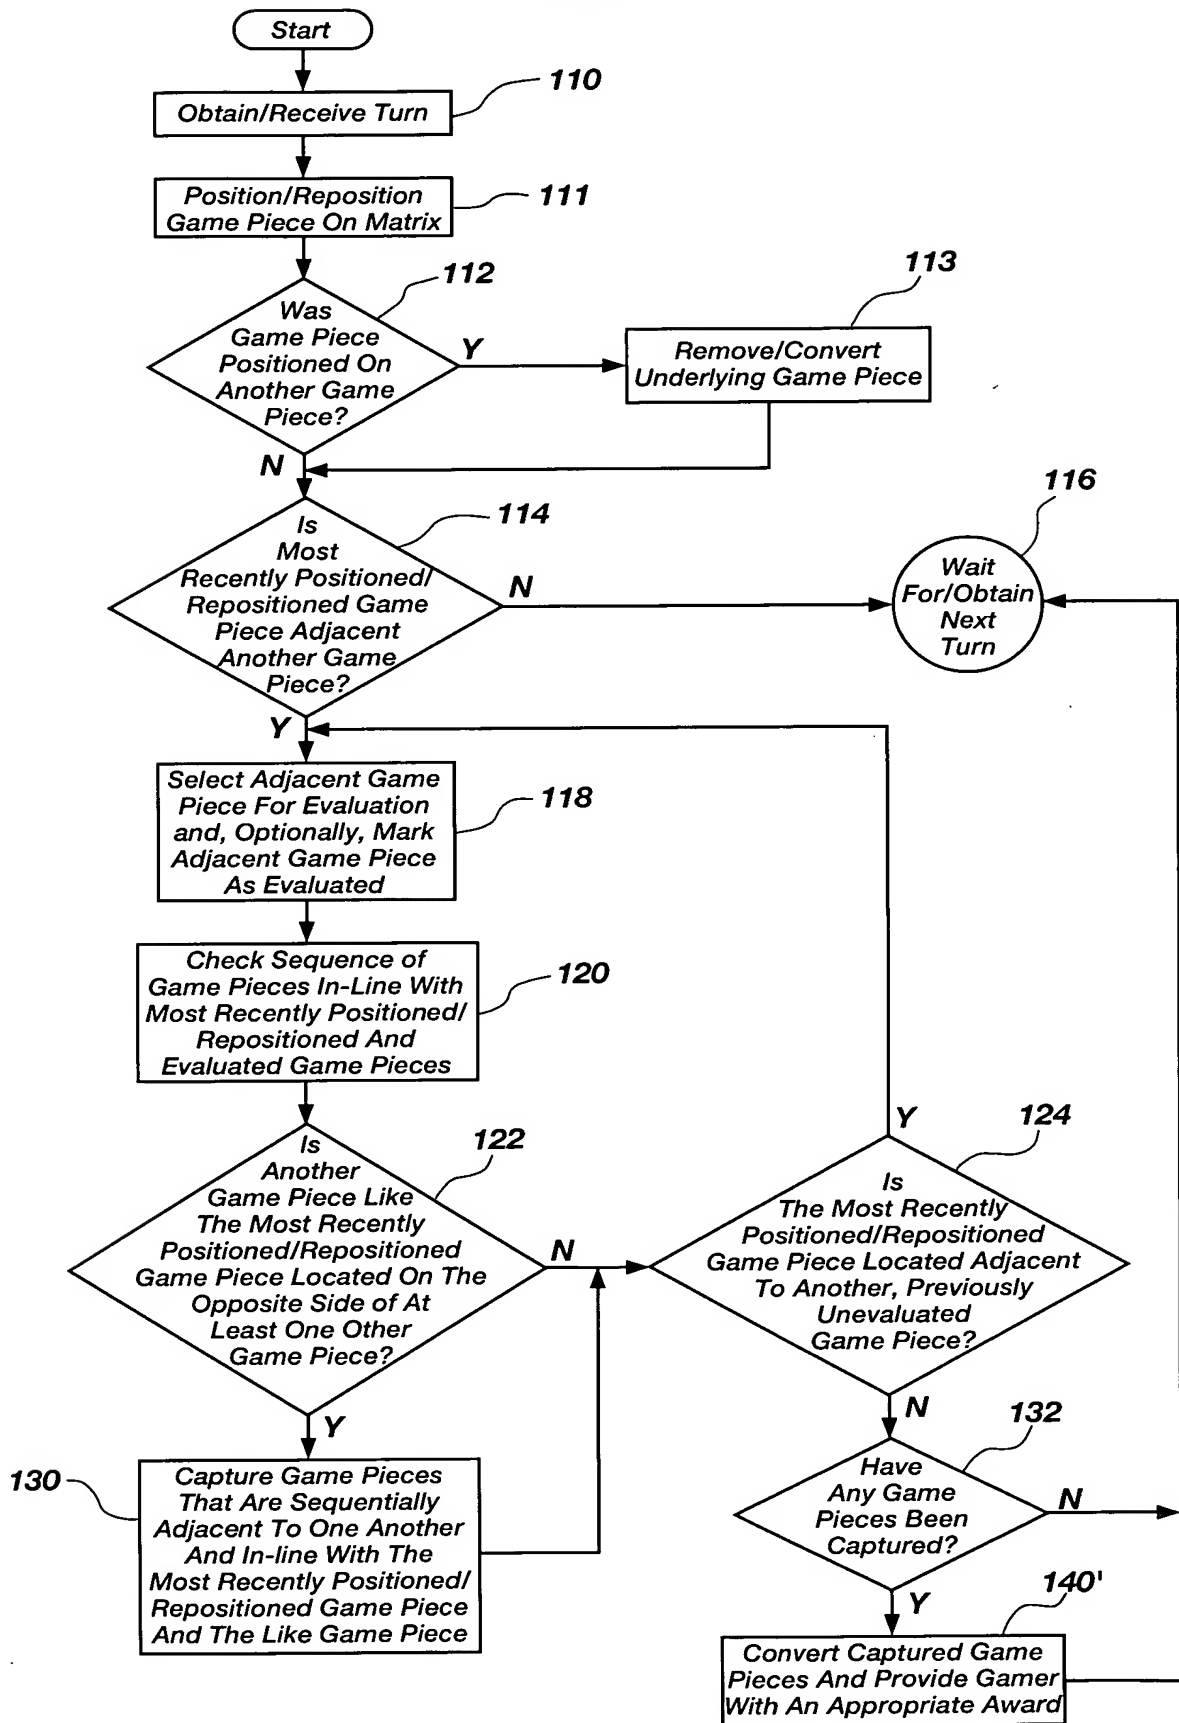 Start
110
Obtain/Receive Turn
111
Position/Reposition
Game Piece On Matrix
112
Was
Game Piece
Positioned On
Another Game
Piece?
Y
N
113
Remove/Convert
Underlying Game Piece
114
Is
Most
Recently Positioned/
Repositioned Game
Piece Adjacent
Another Game
Piece?
N
Y
116
Wait
For/Obtain
Next
Turn
118
Select Adjacent Game
Piece For Evaluation
and, Optionally, Mark
Adjacent Game Piece
As Evaluated
120
Check Sequence of
Game Pieces In-Line With
Most Recently Positioned/
Repositioned And
Evaluated Game Pieces
122
Is
Another
Game Piece Like
The Most Recently
Positioned/Repositioned
Game Piece Located On The
Opposite Side of At
Least One Other
Game Piece?
N
Y
124
Y
Is
The Most Recently
Positioned/Repositioned
Game Piece Located Adjacent
To Another, Previously
Unevaluated
Game Piece?
N
130
Capture Game Pieces
That Are Sequentially
Adjacent To One Another
And In-line With The
Most Recently Positioned/
Repositioned Game Piece
And The Like Game Piece
132
Have
Any Game
Pieces Been
Captured?
N
Y
140'
Convert Captured Game
Pieces And Provide Gamer
With An Appropriate Award